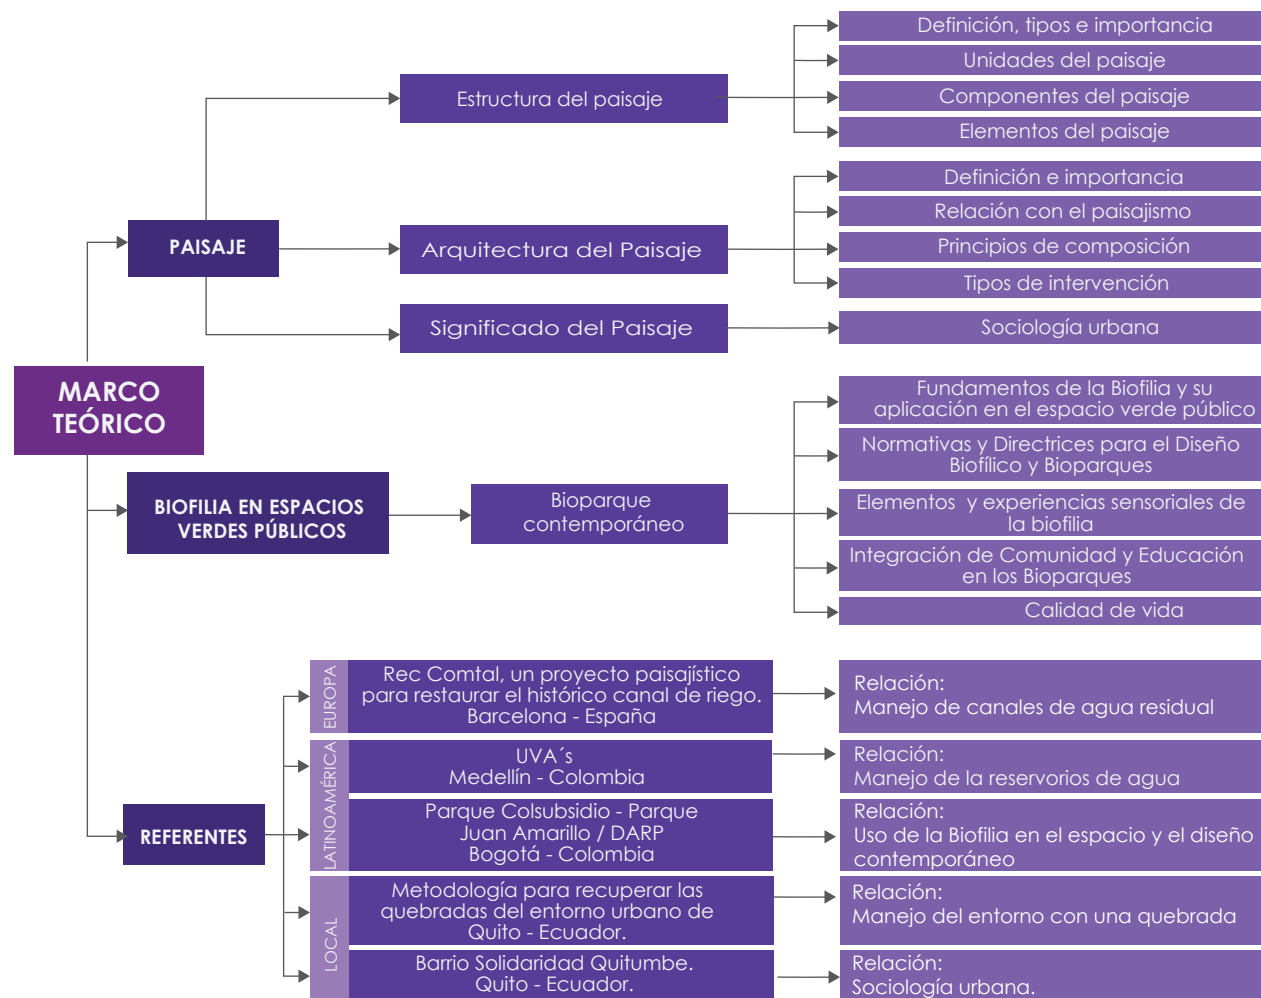 MARCO
TEÓRICO
PAISAJE
Estructura del paisaje
Definición, tipos e importancia
Unidades del paisaje
Componentes del paisaje
Elementos del paisaje
Arquitectura del Paisaje
Definición e importancia
Relación con el paisajismo
Principios de composición
Tipos de intervención
Significado del Paisaje
Sociología urbana
BIOFILIA EN ESPACIOS
VERDES PÚBLICOS
Bioparque
contemporáneo
Fundamentos de la Biofilia y su
aplicación en el espacio verde público
Normativas y Directrices para el Diseño
Biofílico y Bioparques
Elementos y experiencias sensoriales de
la biofilia
Integración de Comunidad y Educación
en los Bioparques
Calidad de vida
REFERENTES
EUROPA
Rec Comtal, un proyecto paisajístico
para restaurar el histórico canal de riego.
Barcelona - España
Relación:
Manejo de canales de agua residual
LATINOAMÉRICA
UVA´s
Medellín - Colombia
Relación:
Manejo de la reservorios de agua
Parque Colsubsidio - Parque
Juan Amarillo / DARP
Bogotá - Colombia
Relación:
Uso de la Biofilia en el espacio y el diseño
contemporáneo
LOCAL
Metodología para recuperar las
quebradas del entorno urbano de
Quito - Ecuador.
Relación:
Manejo del entorno con una quebrada
Barrio Solidaridad Quitumbe.
Quito - Ecuador.
Relación:
Sociología urbana.